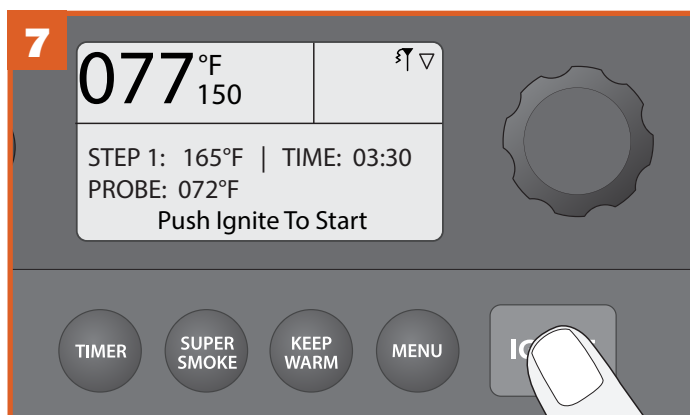 7
077 °F
150
STEP 1: 165°F | TIME: 03:30
PROBE: 072°F
Push Ignite To Start
TIMER
SUPER
SMOKE
KEEP
WARM
MENU